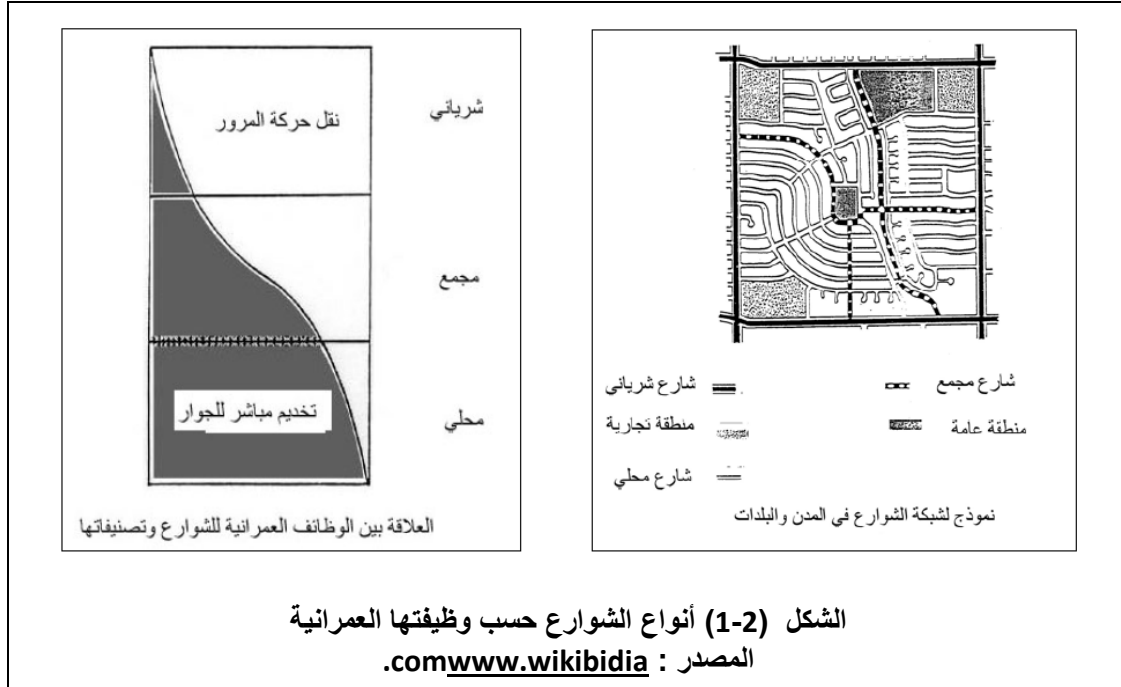 نقل حركة المرور
شرياني
مجمع
تخديم مباشر للجوار
محلي
العلاقة بين الوظائف العمرانية للشوارع وتصنيفاتها
شارع مجمع
شارع شرياني
منطقة عامة
منطقة تجارية
شارع محلي
نموذج لشبكة الشوارع في المدن والبلدات
الشكل (2-1) أنواع الشوارع حسب وظيفتها العمرانية
المصدر : www.wikibidia.com